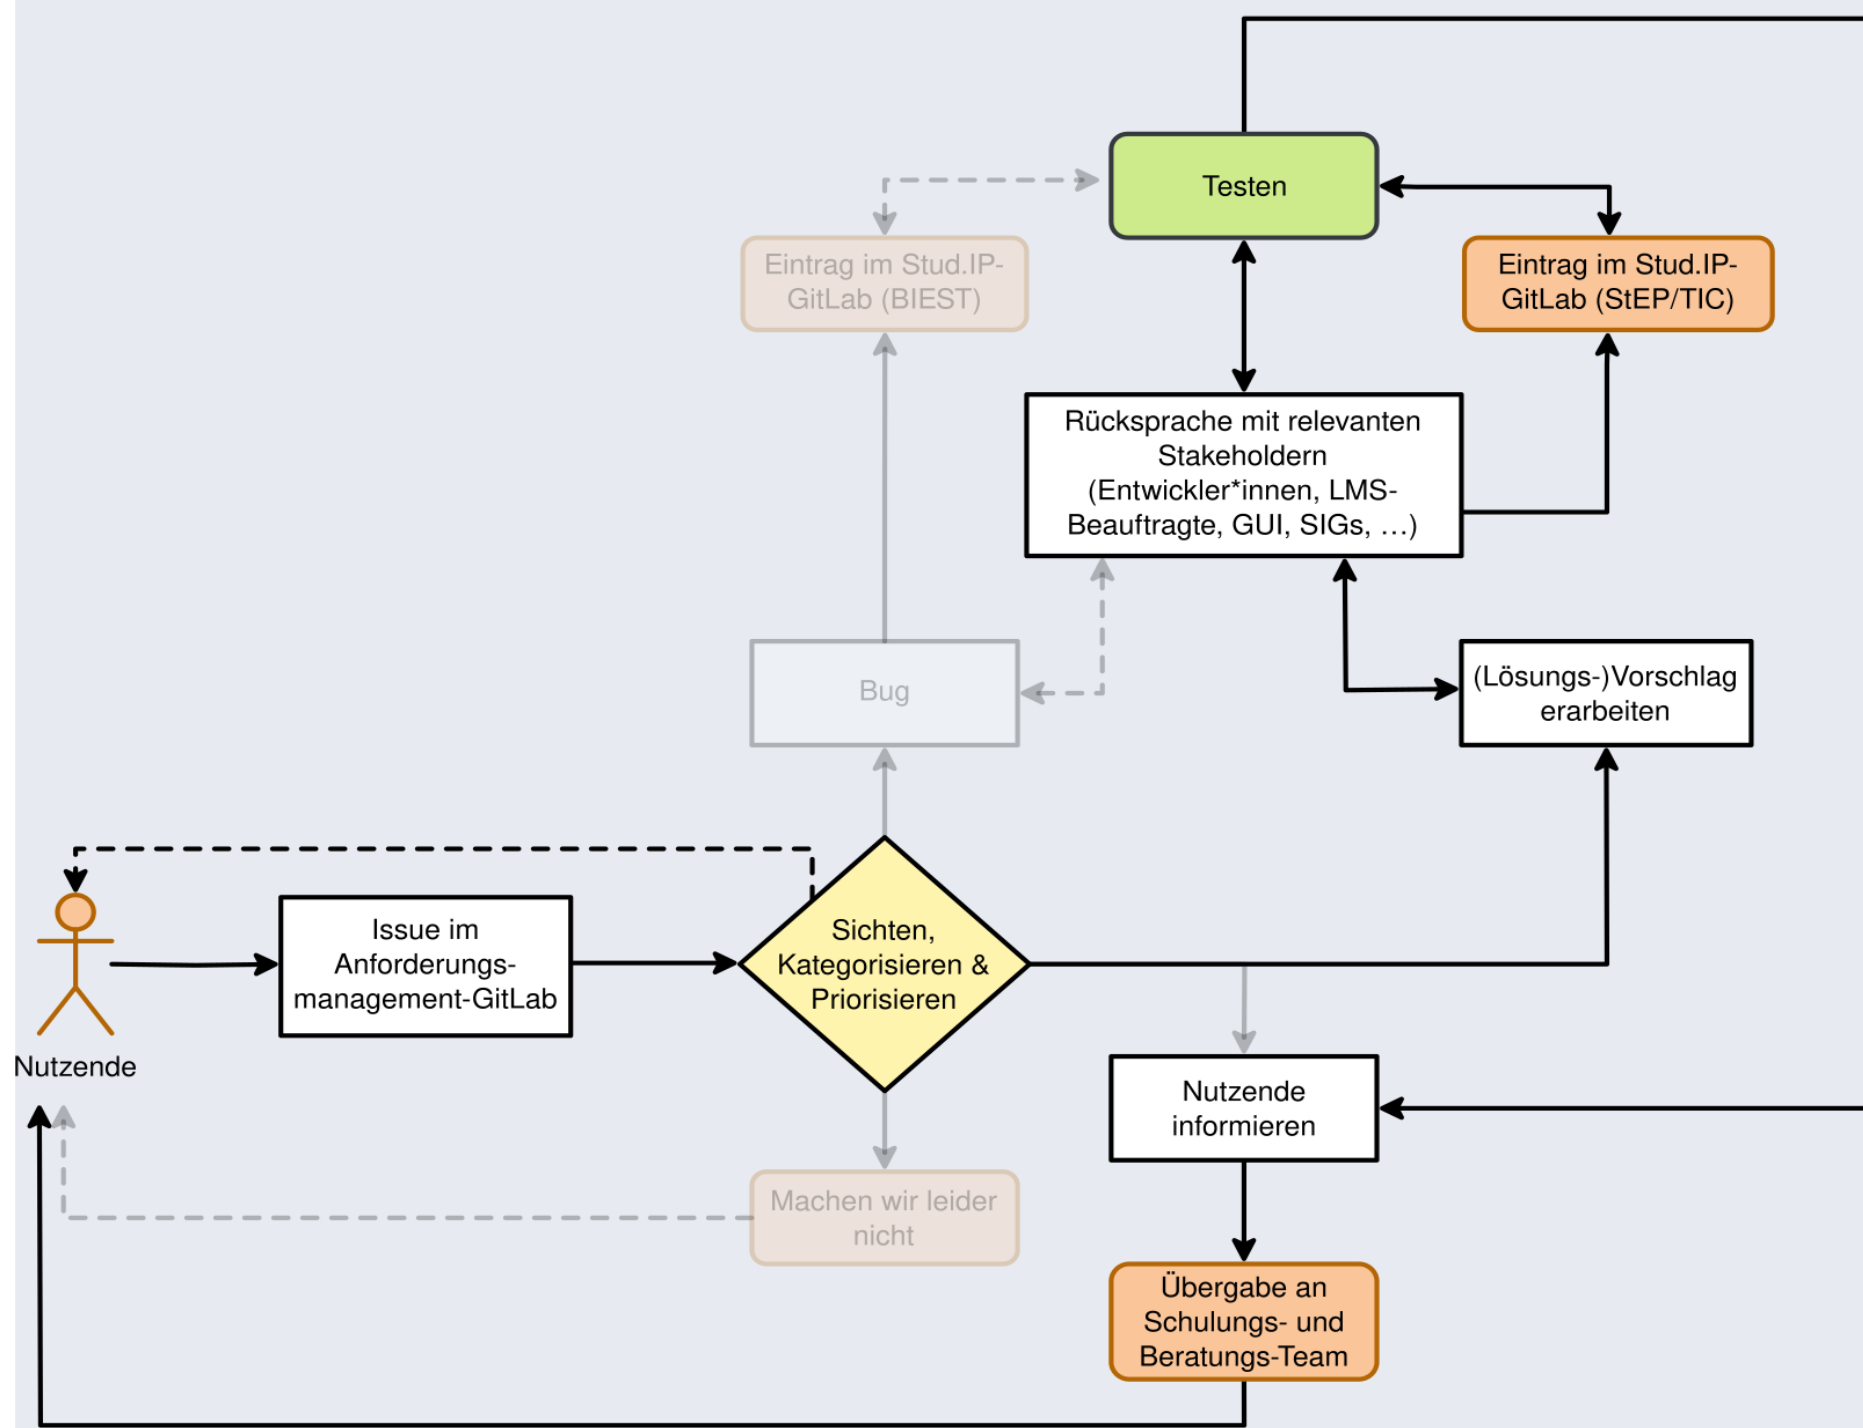 Testen
Eintrag im Stud.IP-
GitLab (BIEST)
Eintrag im Stud.IP-
GitLab (StEP/TIC)
Rücksprache mit relevanten
Stakeholdern
(Entwickler*innen, LMS-
Beauftragte, GUI, SIGs, …)
Bug
(Lösungs-)Vorschlag
erarbeiten
Issue im
Anforderungs-
management-GitLab
Sichten,
Kategorisieren &
Priorisieren
Nutzende
Nutzende
informieren
Machen wir leider
nicht
Übergabe an
Schulungs- und
Beratungs-Team